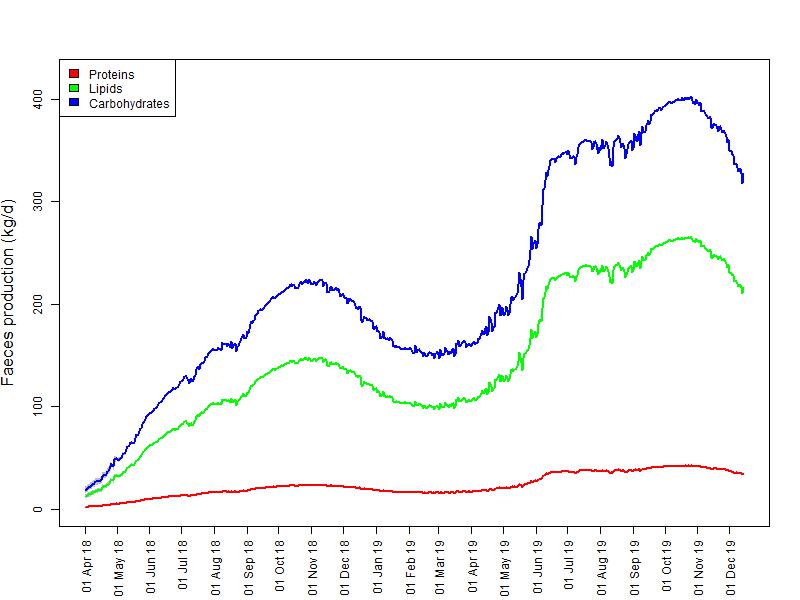 Proteins
Lipids
Carbohydrates
Faeces production (kg/d)
400
300
200
100
0
01 Apr 18
01 May 18
01 Jun 18
01 Jul 18
01 Aug 18
01 Sep 18
01 Oct 18
01 Nov 18
01 Dec 18
01 Jan 19
01 Feb 19
01 Mar 19
01 Apr 19
01 May 19
01 Jun 19
01 Jul 19
01 Aug 19
01 Sep 19
01 Oct 19
01 Nov 19
01 Dec 19